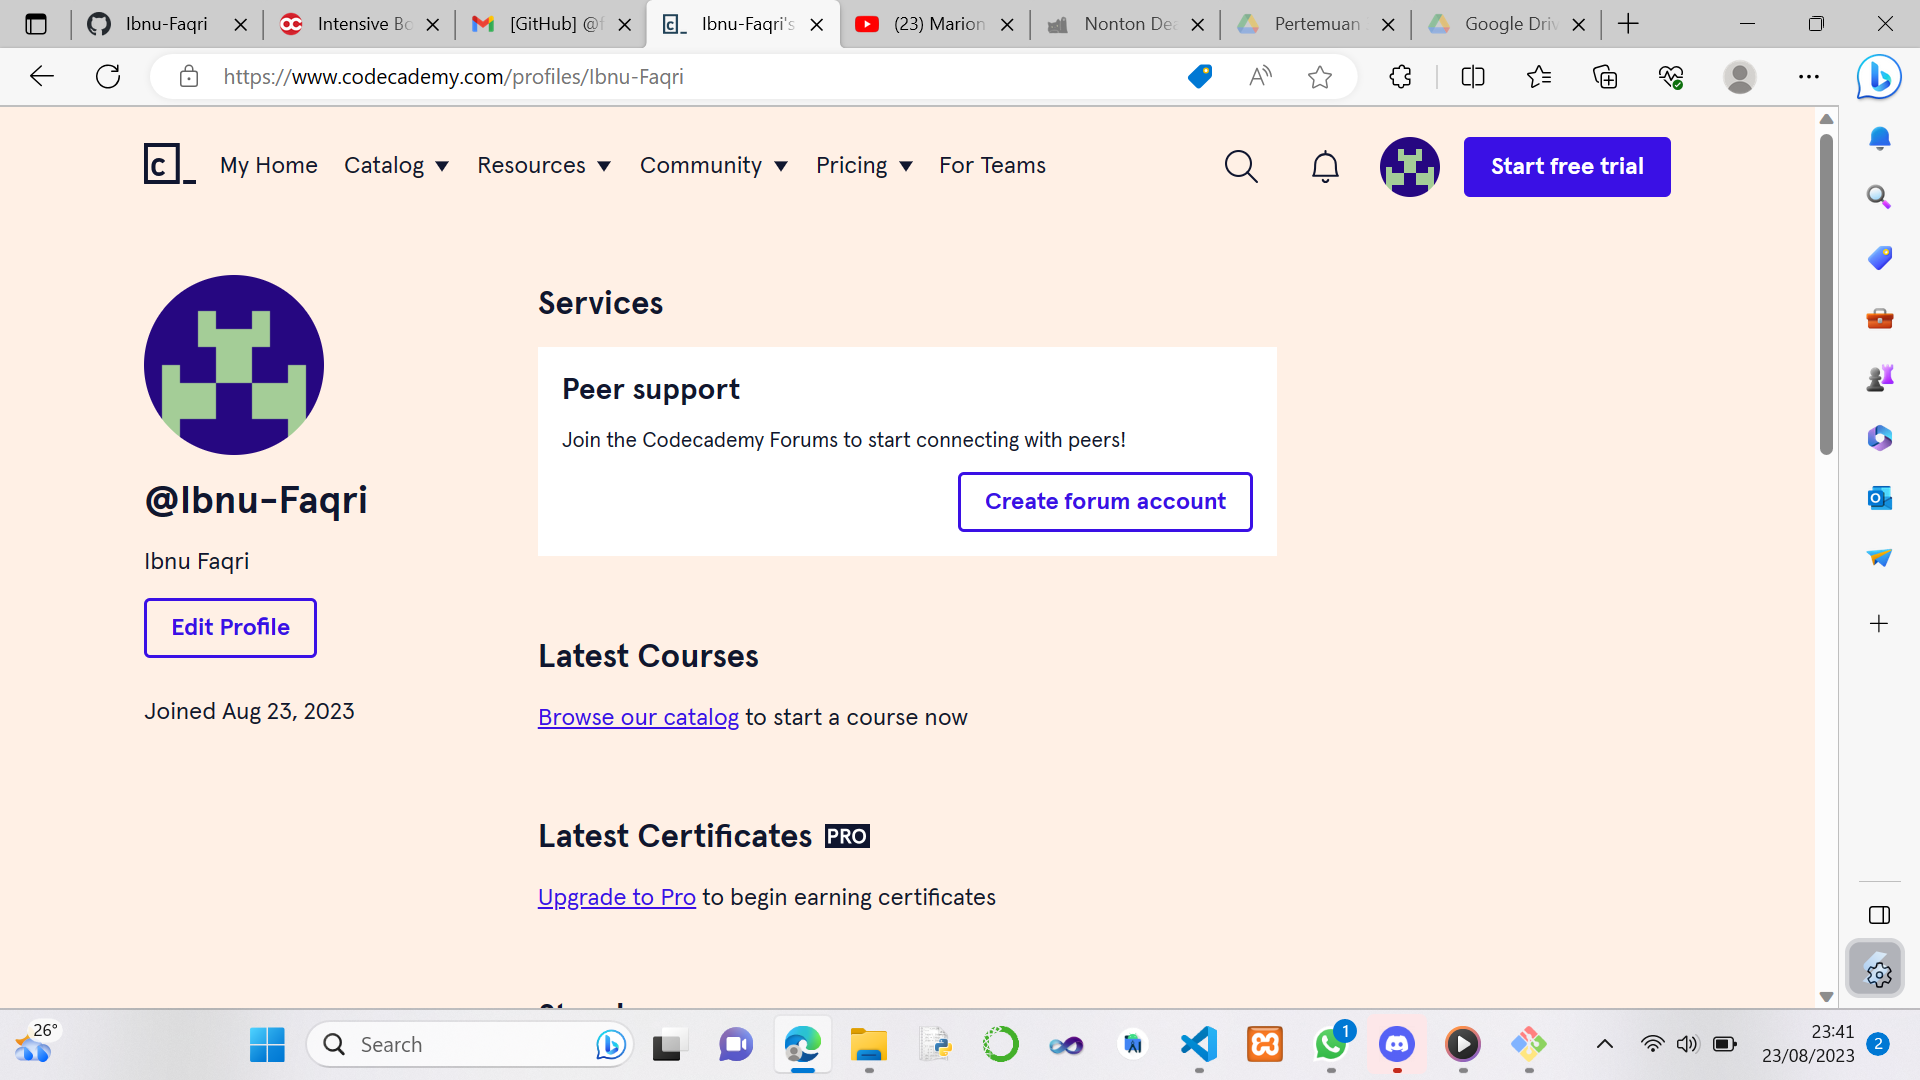 Ibnu-Faqri
Intensive Bo
[GitHub] @f
Ibnu-Faqri's
(23) Marion
Nonton Dea
Pertemuan
Google Driv
https://www.codecademy.com/profiles/Ibnu-Faqri
My Home Catalog Resources Community Pricing For Teams
Start free trial
@Ibnu-Faqri
Ibnu Faqri
Edit Profile
Joined Aug 23, 2023
Services
Peer support
Join the Codecademy Forums to start connecting with peers!
Create forum account
Latest Courses
Browse our catalog to start a course now
Latest Certificates PRO
Upgrade to Pro to begin earning certificates
26°
Search
1
23:41
23/08/2023
2